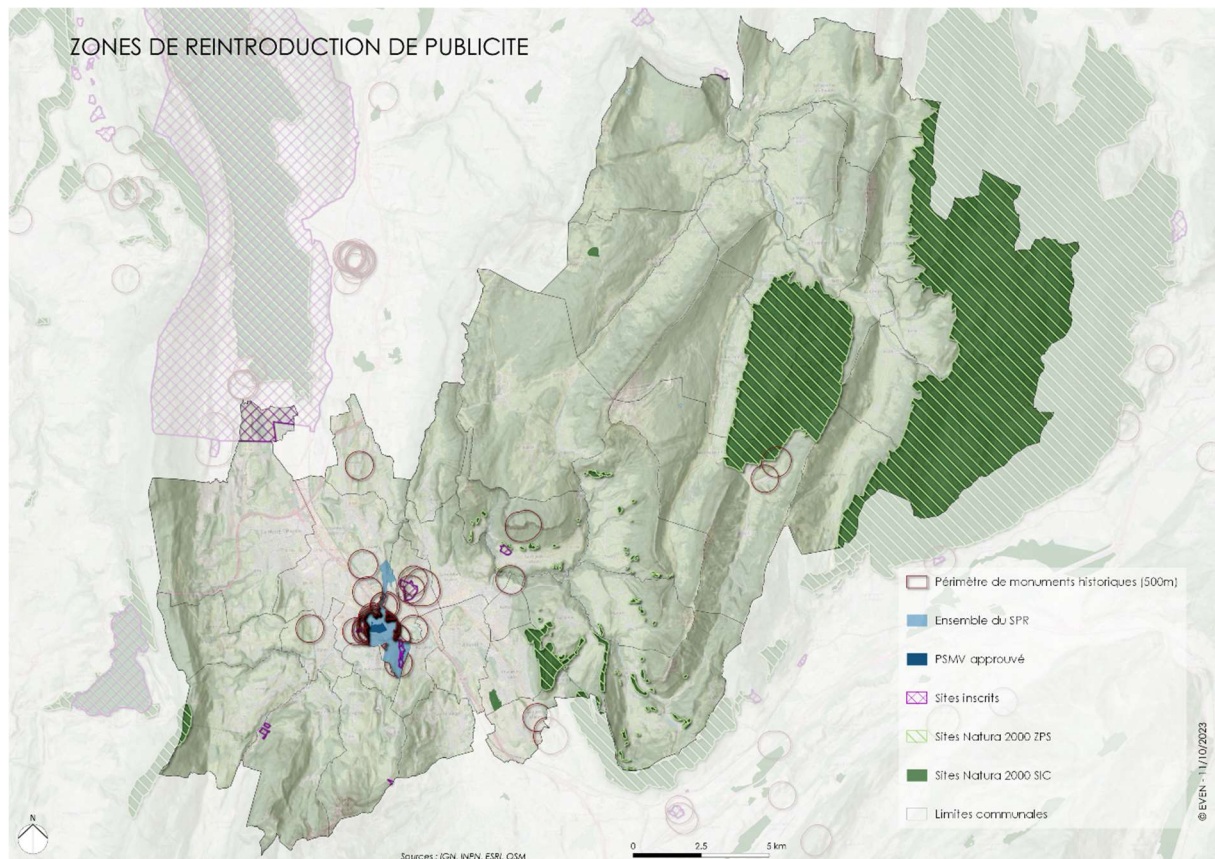 ZONES DE REINTRODUCTION DE PUBLICITE
Périmètre de monuments historiques (500m)
Ensemble du SPR
PSMV approuvé
Sites inscrits
Sites Natura 2000 ZPS
Sites Natura 2000 SIC
Limites communales
© EVEN - 11/10/2023
N
0 2.5 5 km
Sources : IGN, INPN, ESRI, OSM